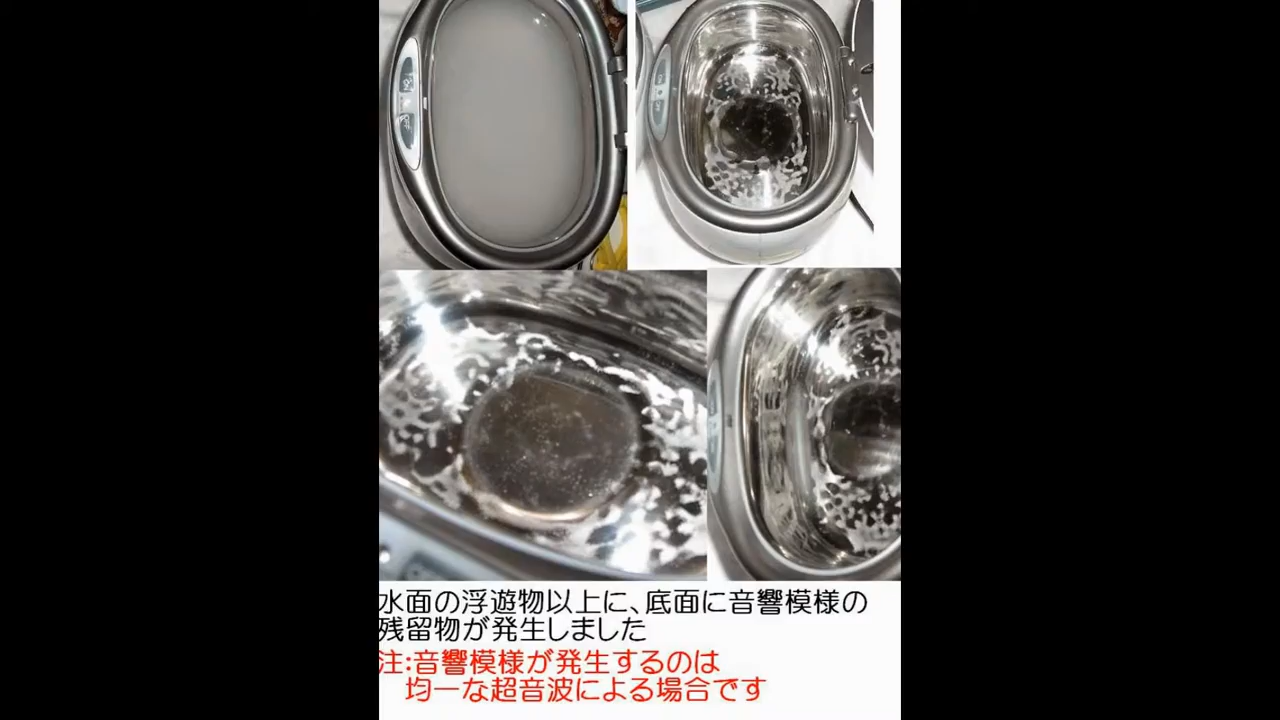 水面の浮遊物以上に、底面に音響模様の
残留物が発生しました
注:音響模様が発生するのは
均一な超音波による場合です